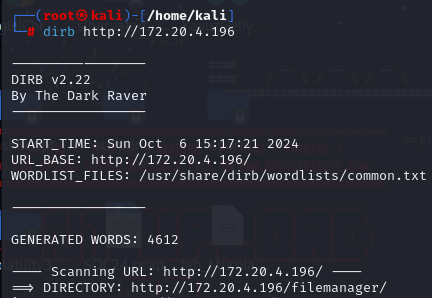 ┌──(root㉿kali)-[/home/kali]
└─# dirb http://172.20.4.196
-----------------
DIRB v2.22
By The Dark Raver
-----------------
START_TIME: Sun Oct  6 15:17:21 2024
URL_BASE: http://172.20.4.196/
WORDLIST_FILES: /usr/share/dirb/wordlists/common.txt
-----------------
GENERATED WORDS: 4612
---- Scanning URL: http://172.20.4.196/ ----
==> DIRECTORY: http://172.20.4.196/filemanager/